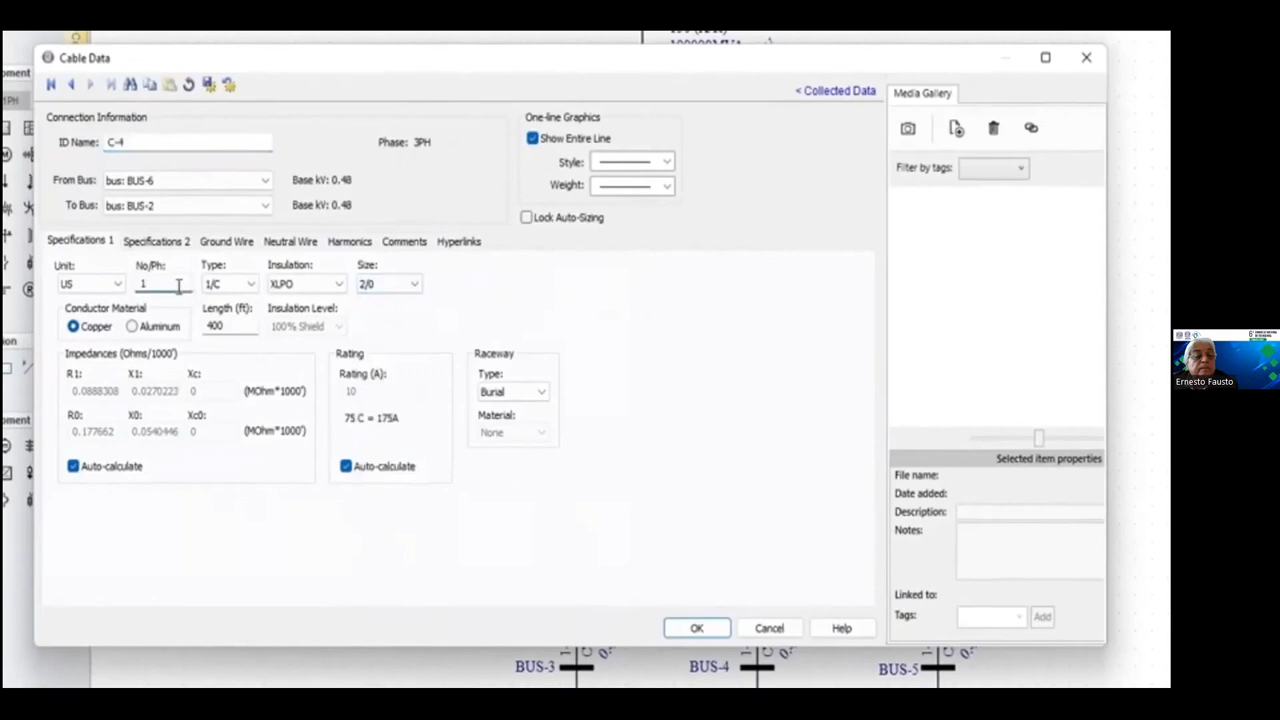 Cable Data
< Collected Data
Media Gallery
Connection Information
One-line Graphics
ID Name: C-4
Phase: 3PH
Show Entire Line
Style:
Filter by tags:
From Bus: bus: BUS-6
Base kV: 0.48
Weight:
To Bus: bus: BUS-2
Base kV: 0.48
Lock Auto-Sizing
Specifications 1 Specifications 2 Ground Wire Neutral Wire Harmonics Comments Hyperlinks
Unit: No/Ph: Type: Insulation: Size:
US 1 1/C XLPO 2/0
Conductor Material Length (ft): Insulation Level:
Copper Aluminum 400 100% Shield
Impedances (Ohms/1000') Rating Raceway
R1: X1: Xc: Rating (A): Type:
0.0888308 0.0270223 0 (MOhm*1000') 10 Burial
R0: X0: Xc0: 75 C = 175A Material:
0.177662 0.0540446 0 (MOhm*1000') None
Auto-calculate Auto-calculate
Selected item properties
File name:
Date added:
Description:
Notes:
Linked to:
Tags: Add
OK Cancel Help
BUS-3 BUS-4 BUS-5
Ernesto Fausto